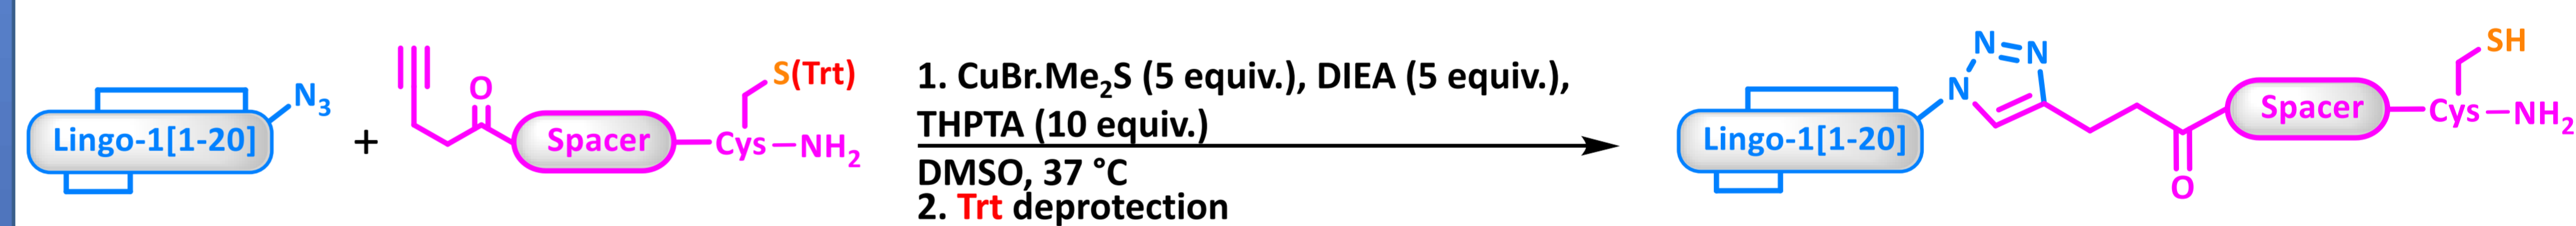 Lingo-1[1-20]
N3
+
O
Spacer
S(Trt)
Cys
NH2
1. CuBr.Me2S (5 equiv.), DIEA (5 equiv.),
THPTA (10 equiv.)
DMSO, 37 °C
2. Trt deprotection
Lingo-1[1-20]
N
N
N
O
Spacer
SH
Cys
NH2